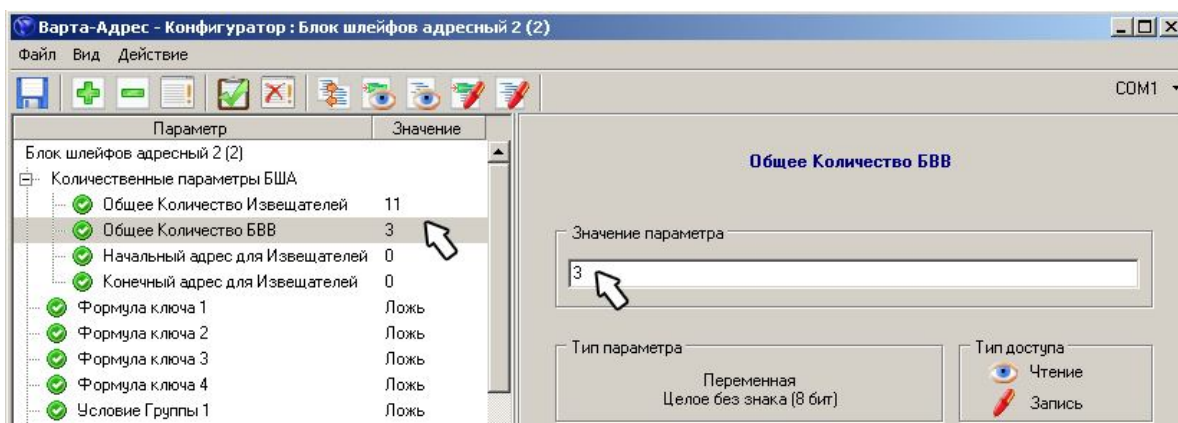 Варта-Адрес - Конфигуратор : Блок шлейфов адресный 2 (2)
Файл Вид Действие
COM1
Параметр Значение
Блок шлейфов адресный 2 (2)
Количественные параметры БША
Общее Количество Извещателей 11
Общее Количество БВВ 3
Начальный адрес для Извещателей 0
Конечный адрес для Извещателей 0
Формула ключа 1 Ложь
Формула ключа 2 Ложь
Формула ключа 3 Ложь
Формула ключа 4 Ложь
Условие Группы 1 Ложь
Общее Количество БВВ
Значение параметра
3
Тип параметра
Переменная
Целое без знака (8 бит)
Тип доступа
Чтение
Запись